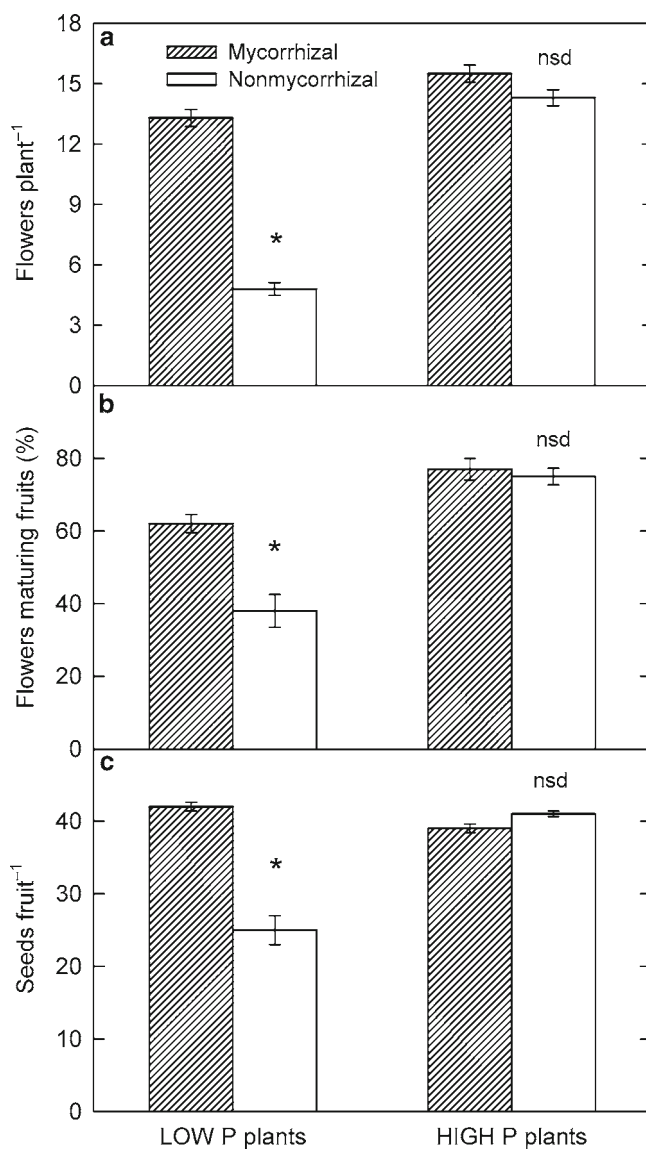 a
Mycorrhizal
Nonmycorrhizal
nsd
*
18
15
12
9
6
3
0
Flowers plant⁻¹
b
nsd
*
80
60
40
20
0
Flowers maturing fruits (%)
c
nsd
*
40
30
20
10
0
Seeds fruit⁻¹
LOW P plants
HIGH P plants